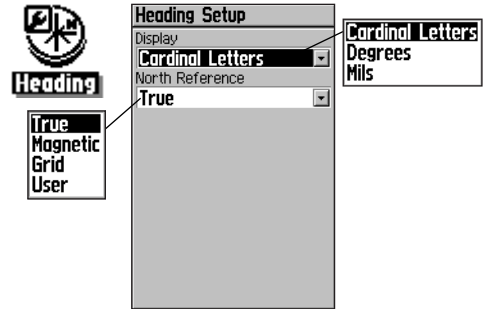 Heading
Heading Setup
Display
Cardinal Letters
North Reference
True
Cardinal Letters
Degrees
Mils
True
Magnetic
Grid
User